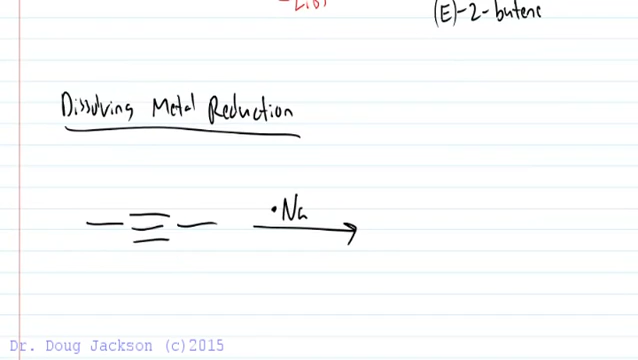 (E)-2-butene
Dissolving Metal Reduction
•Na
Dr. Doug Jackson (c)2015